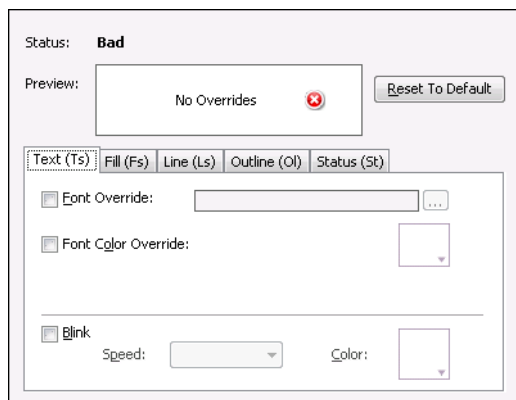 Status: Bad
Preview: No Overrides Reset To Default
Text (Ts) Fill (Fs) Line (Ls) Outline (Ol) Status (St)
Font Override: ...
Font Color Override:
Blink
Speed: Color: